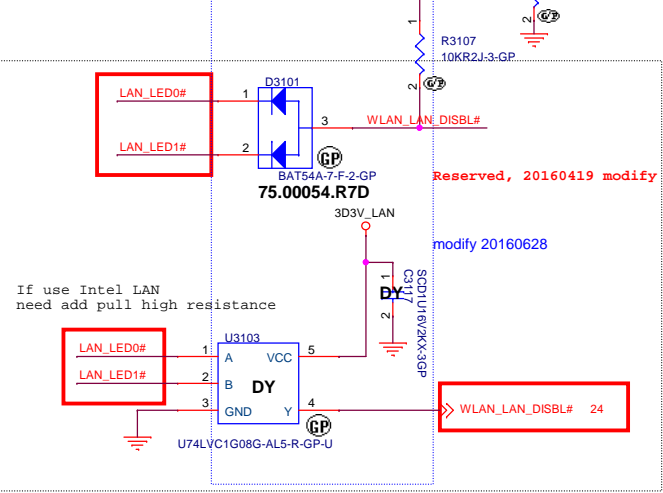 1
2
G/P
R3107
10KR2J-3-GP
2
G/P
D3101
LAN_LED0#
1
3
WLAN_LAN_DISBL#
LAN_LED1#
2
GP
BAT54A-7-F-2-GP
75.00054.R7D
Reserved, 20160419 modify
3D3V_LAN
modify 20160628
If use Intel LAN
need add pull high resistance
1
DY
2
C3117
SCD1U16V2KX-3GP
U3103
LAN_LED0#
1
A
VCC
5
LAN_LED1#
2
B
DY
3
GND
Y
4
WLAN_LAN_DISBL# 24
GP
U74LVC1G08G-AL5-R-GP-U